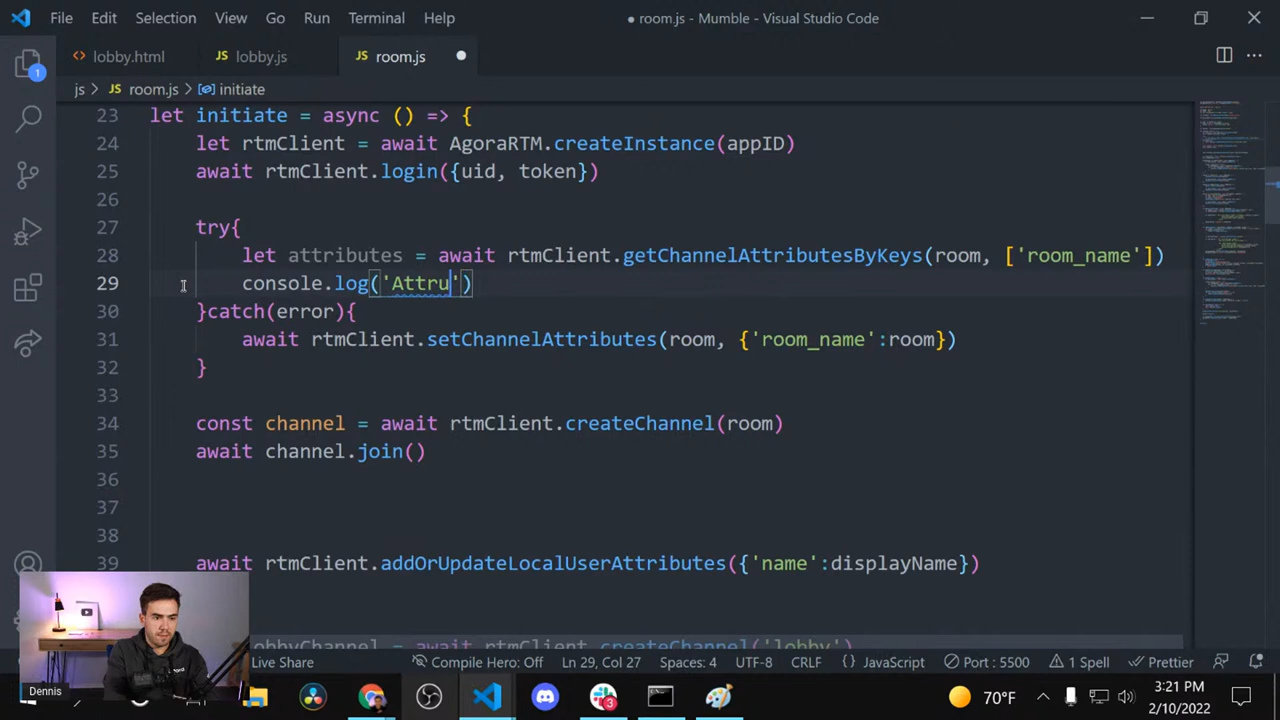 File Edit Selection View Go Run Terminal Help
● room.js - Mumble - Visual Studio Code
lobby.html
lobby.js
JS room.js
js > JS room.js > initiate
23 let initiate = async () => {
24 let rtmClient = await AgoraRTM.createInstance(appID)
25 await rtmClient.login({uid, token})
26
27 try{
28 let attributes = await rtmClient.getChannelAttributesByKeys(room, ['room_name'])
29 console.log('Attru')
30 }catch(error){
31 await rtmClient.setChannelAttributes(room, {'room_name':room})
32 }
33
34 const channel = await rtmClient.createChannel(room)
35 await channel.join()
36
37
38
39 await rtmClient.addOrUpdateLocalUserAttributes({'name':displayName})
lobbyChannel = await rtmClient.createChannel('lobby')
Live Share Compile Hero: Off Ln 29, Col 27 Spaces: 4 UTF-8 CRLF JavaScript Port : 5500 1 Spell Prettier
Dennis
70°F
3:21 PM
2/10/2022